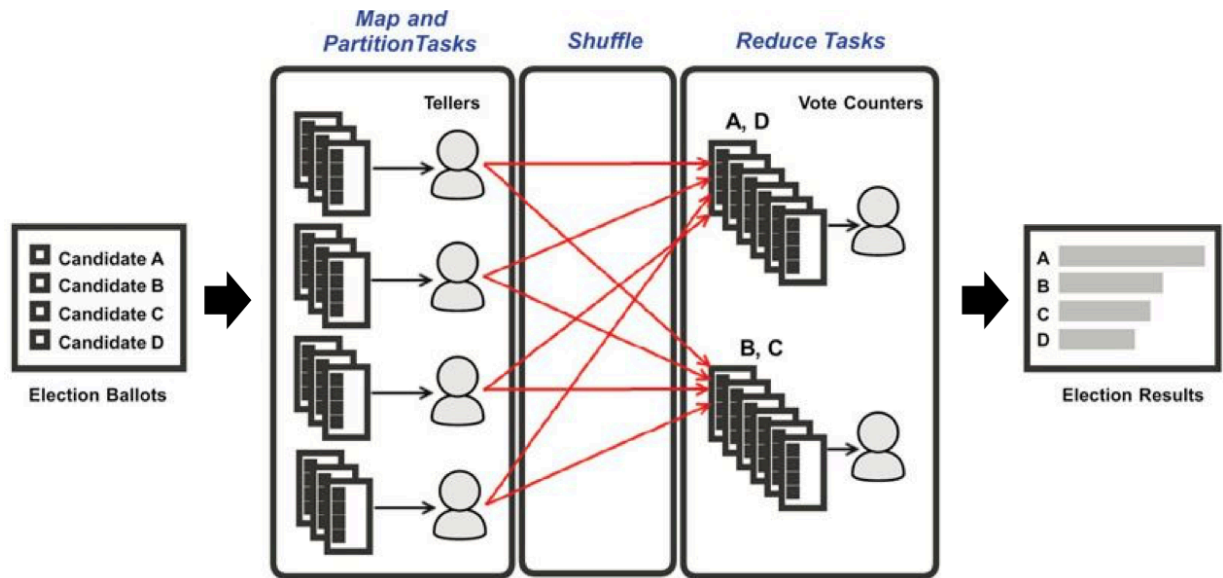 Map and
PartitionTasks
Shuffle
Reduce Tasks
Tellers
Vote Counters
A, D
Candidate A
Candidate B
Candidate C
Candidate D
Election Ballots
B, C
A
B
C
D
Election Results